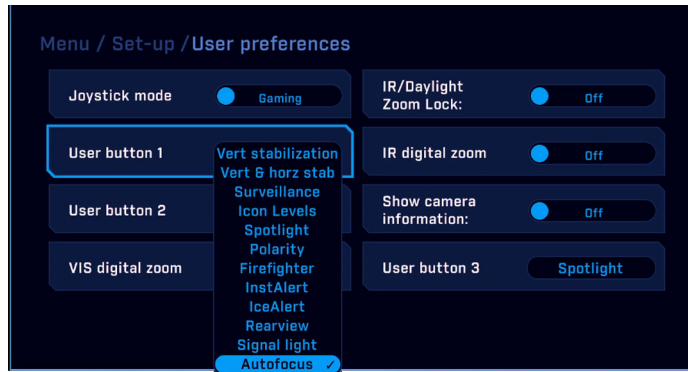 Menu / Set-up /User preferences
Joystick mode
Gaming
IR/Daylight
Zoom Lock:
Off
User button 1
Vert stabilization
Vert & horz stab
Surveillance
Icon Levels
Spotlight
Polarity
Firefighter
InstAlert
IceAlert
Rearview
Signal light
Autofocus ✓
IR digital zoom
Off
User button 2
Show camera
information:
Off
VIS digital zoom
User button 3
Spotlight